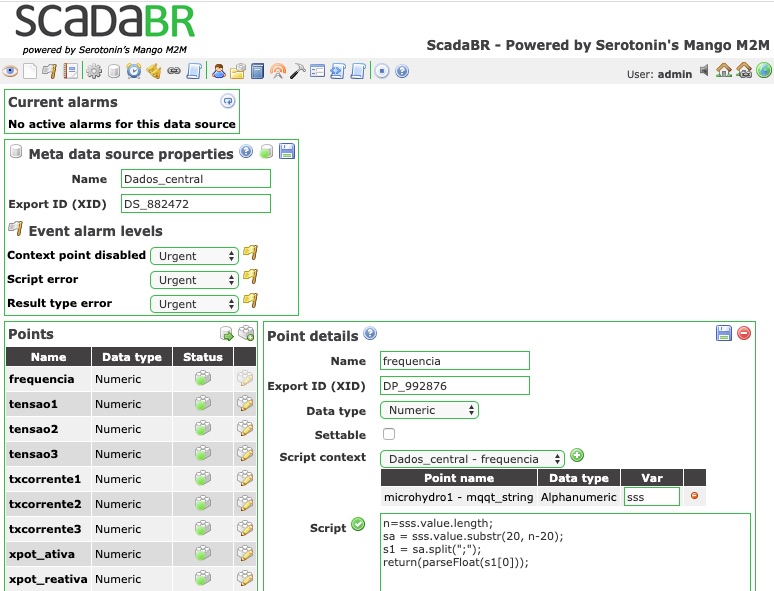 SCADABR
powered by Serotonin's Mango M2M
ScadaBR - Powered by Serotonin's Mango M2M
User: admin
Current alarms
No active alarms for this data source
Meta data source properties
Name Dados_central
Export ID (XID) DS_882472
Event alarm levels
Context point disabled Urgent
Script error Urgent
Result type error Urgent
Points
Name Data type Status
frequencia Numeric
tensao1 Numeric
tensao2 Numeric
tensao3 Numeric
txcorrente1 Numeric
txcorrente2 Numeric
txcorrente3 Numeric
xpot_ativa Numeric
xpot_reativa Numeric
Point details
Name frequencia
Export ID (XID) DP_992876
Data type Numeric
Settable
Script context Dados_central - frequencia
Point name Data type Var
microhydro1 - mqqt_string Alphanumeric sss
Script
n=sss.value.length;
sa = sss.value.substr(20, n-20);
s1 = sa.split(";");
return(parseFloat(s1[0]));